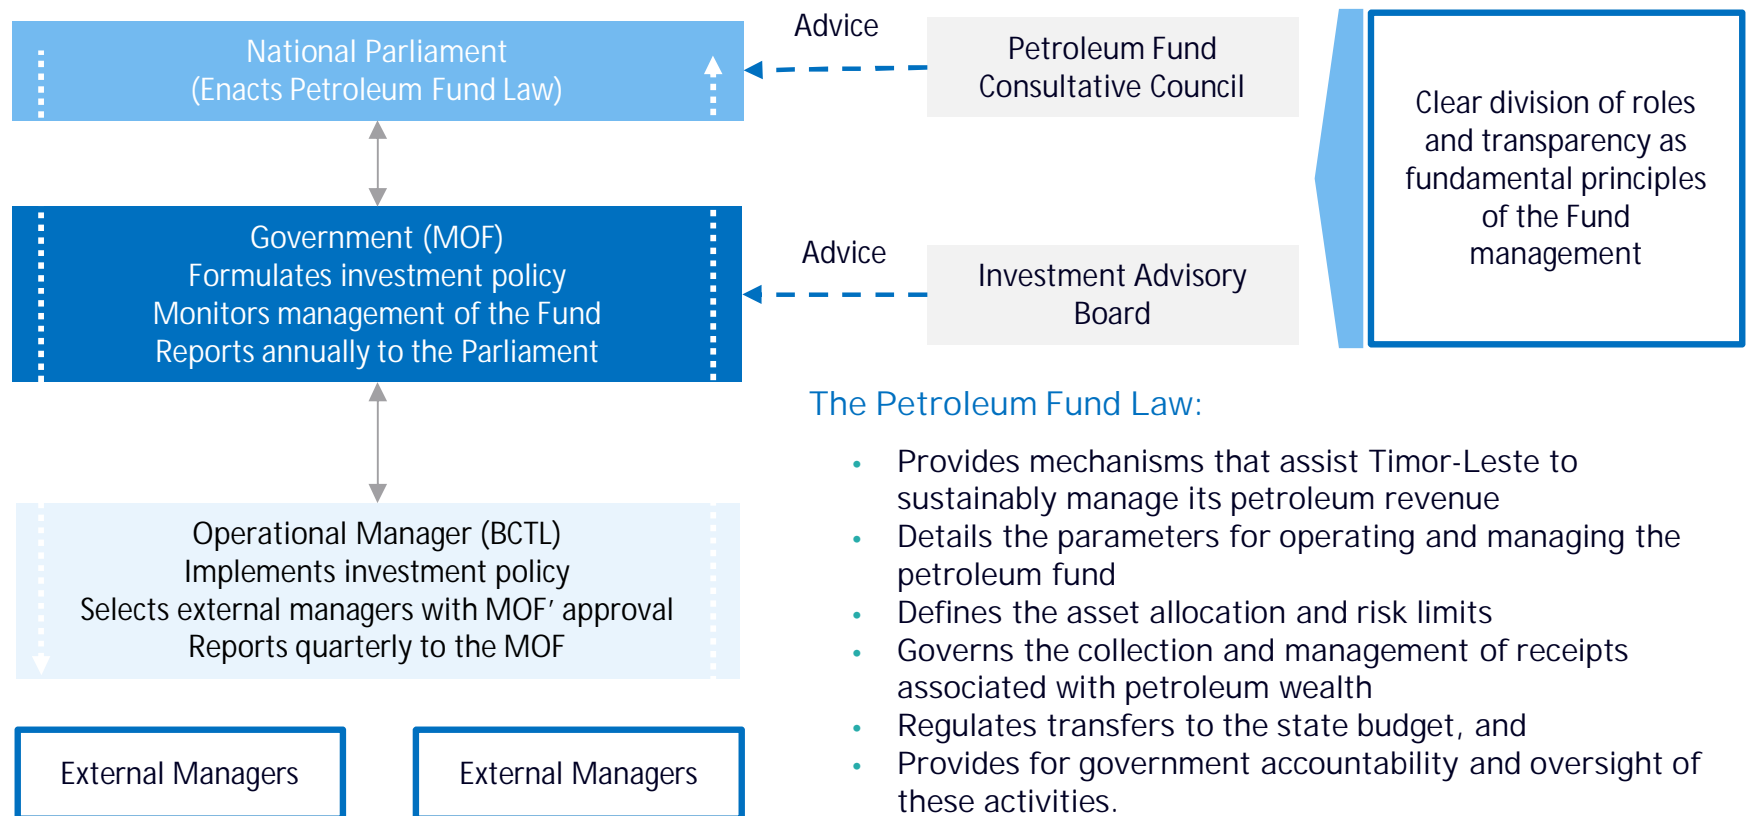 National Parliament
(Enacts Petroleum Fund Law)
Advice
Petroleum Fund
Consultative Council
Clear division of roles
and transparency as
fundamental principles
of the Fund
management
Government (MOF)
Formulates investment policy
Monitors management of the Fund
Reports annually to the Parliament
Advice
Investment Advisory
Board
Operational Manager (BCTL)
Implements investment policy
Selects external managers with MOF’ approval
Reports quarterly to the MOF
External Managers
External Managers
The Petroleum Fund Law:
• Provides mechanisms that assist Timor-Leste to
sustainably manage its petroleum revenue
• Details the parameters for operating and managing the
petroleum fund
• Defines the asset allocation and risk limits
• Governs the collection and management of receipts
associated with petroleum wealth
• Regulates transfers to the state budget, and
• Provides for government accountability and oversight of
these activities.